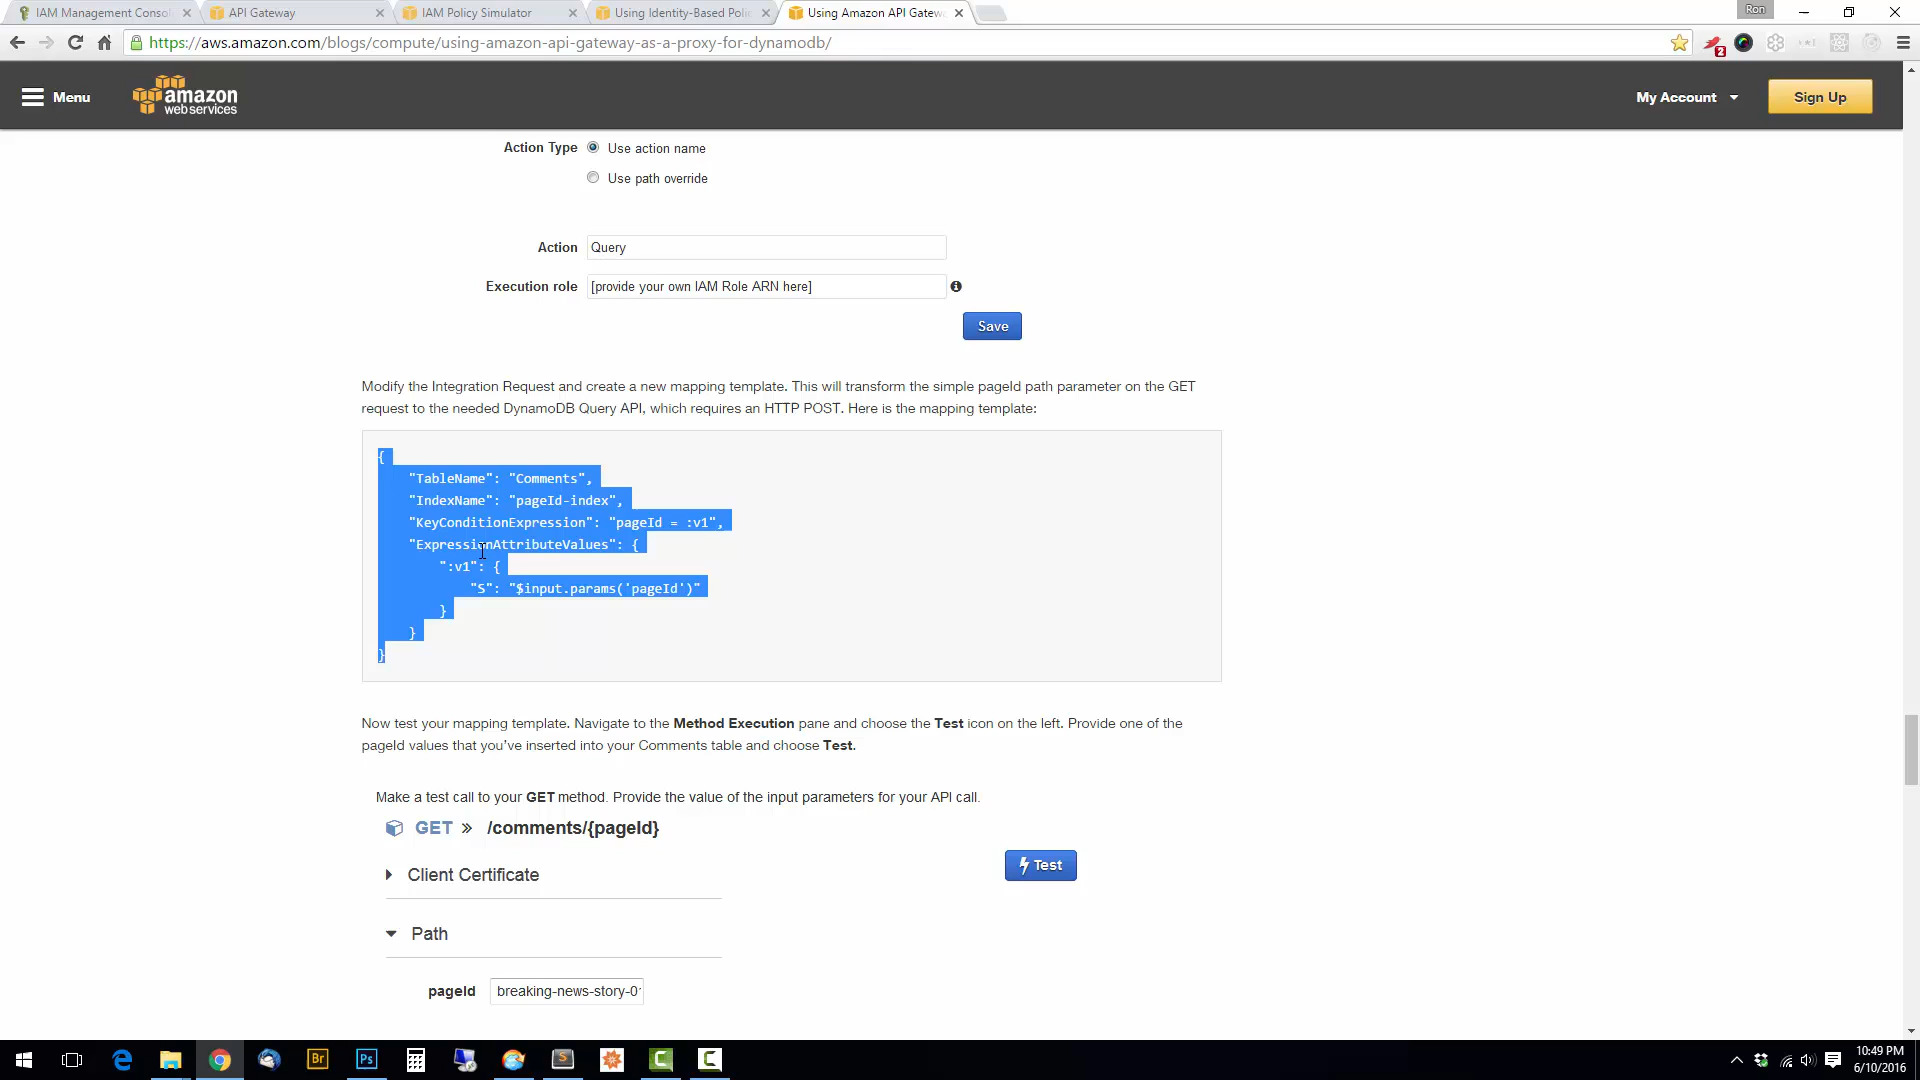 IAM Management Consol
API Gateway
IAM Policy Simulator
Using Identity-Based Poli
Using Amazon API Gatew
Ron
https://aws.amazon.com/blogs/compute/using-amazon-api-gateway-as-a-proxy-for-dynamodb/
2
Menu
amazon
web services
My Account
Sign Up
Action Type
Use action name
Use path override
Action
Query
Execution role
[provide your own IAM Role ARN here]
Save
Modify the Integration Request and create a new mapping template. This will transform the simple pageId path parameter on the GET
request to the needed DynamoDB Query API, which requires an HTTP POST. Here is the mapping template:
{
"TableName": "Comments",
"IndexName": "pageId-index",
"KeyConditionExpression": "pageId = :v1",
"ExpressionAttributeValues": {
":v1": {
"S": "$input.params('pageId')"
}
}
}
Now test your mapping template. Navigate to the Method Execution pane and choose the Test icon on the left. Provide one of the
pageId values that you've inserted into your Comments table and choose Test.
Make a test call to your GET method. Provide the value of the input parameters for your API call.
GET » /comments/{pageId}
Test
Client Certificate
Path
pageId
breaking-news-story-01
Br
Ps
S
C
C
10:49 PM
6/10/2016